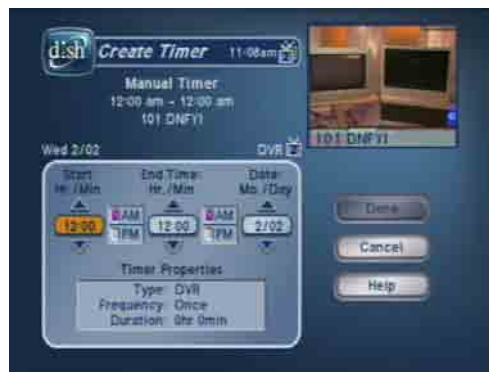 dish Create Timer 11:08am
Manual Timer
12:00 am - 12:00 am
101 DNFYI
101 DNFYI
Wed 2/02 DVR
Start End Time: Date:
Hr./Min Hr./Min Mo./Day
AM AM
12:00 12:00 2/02
PM PM
Timer Properties
Type: DVR
Frequency: Once
Duration: 0hr 0min
Done
Cancel
Help